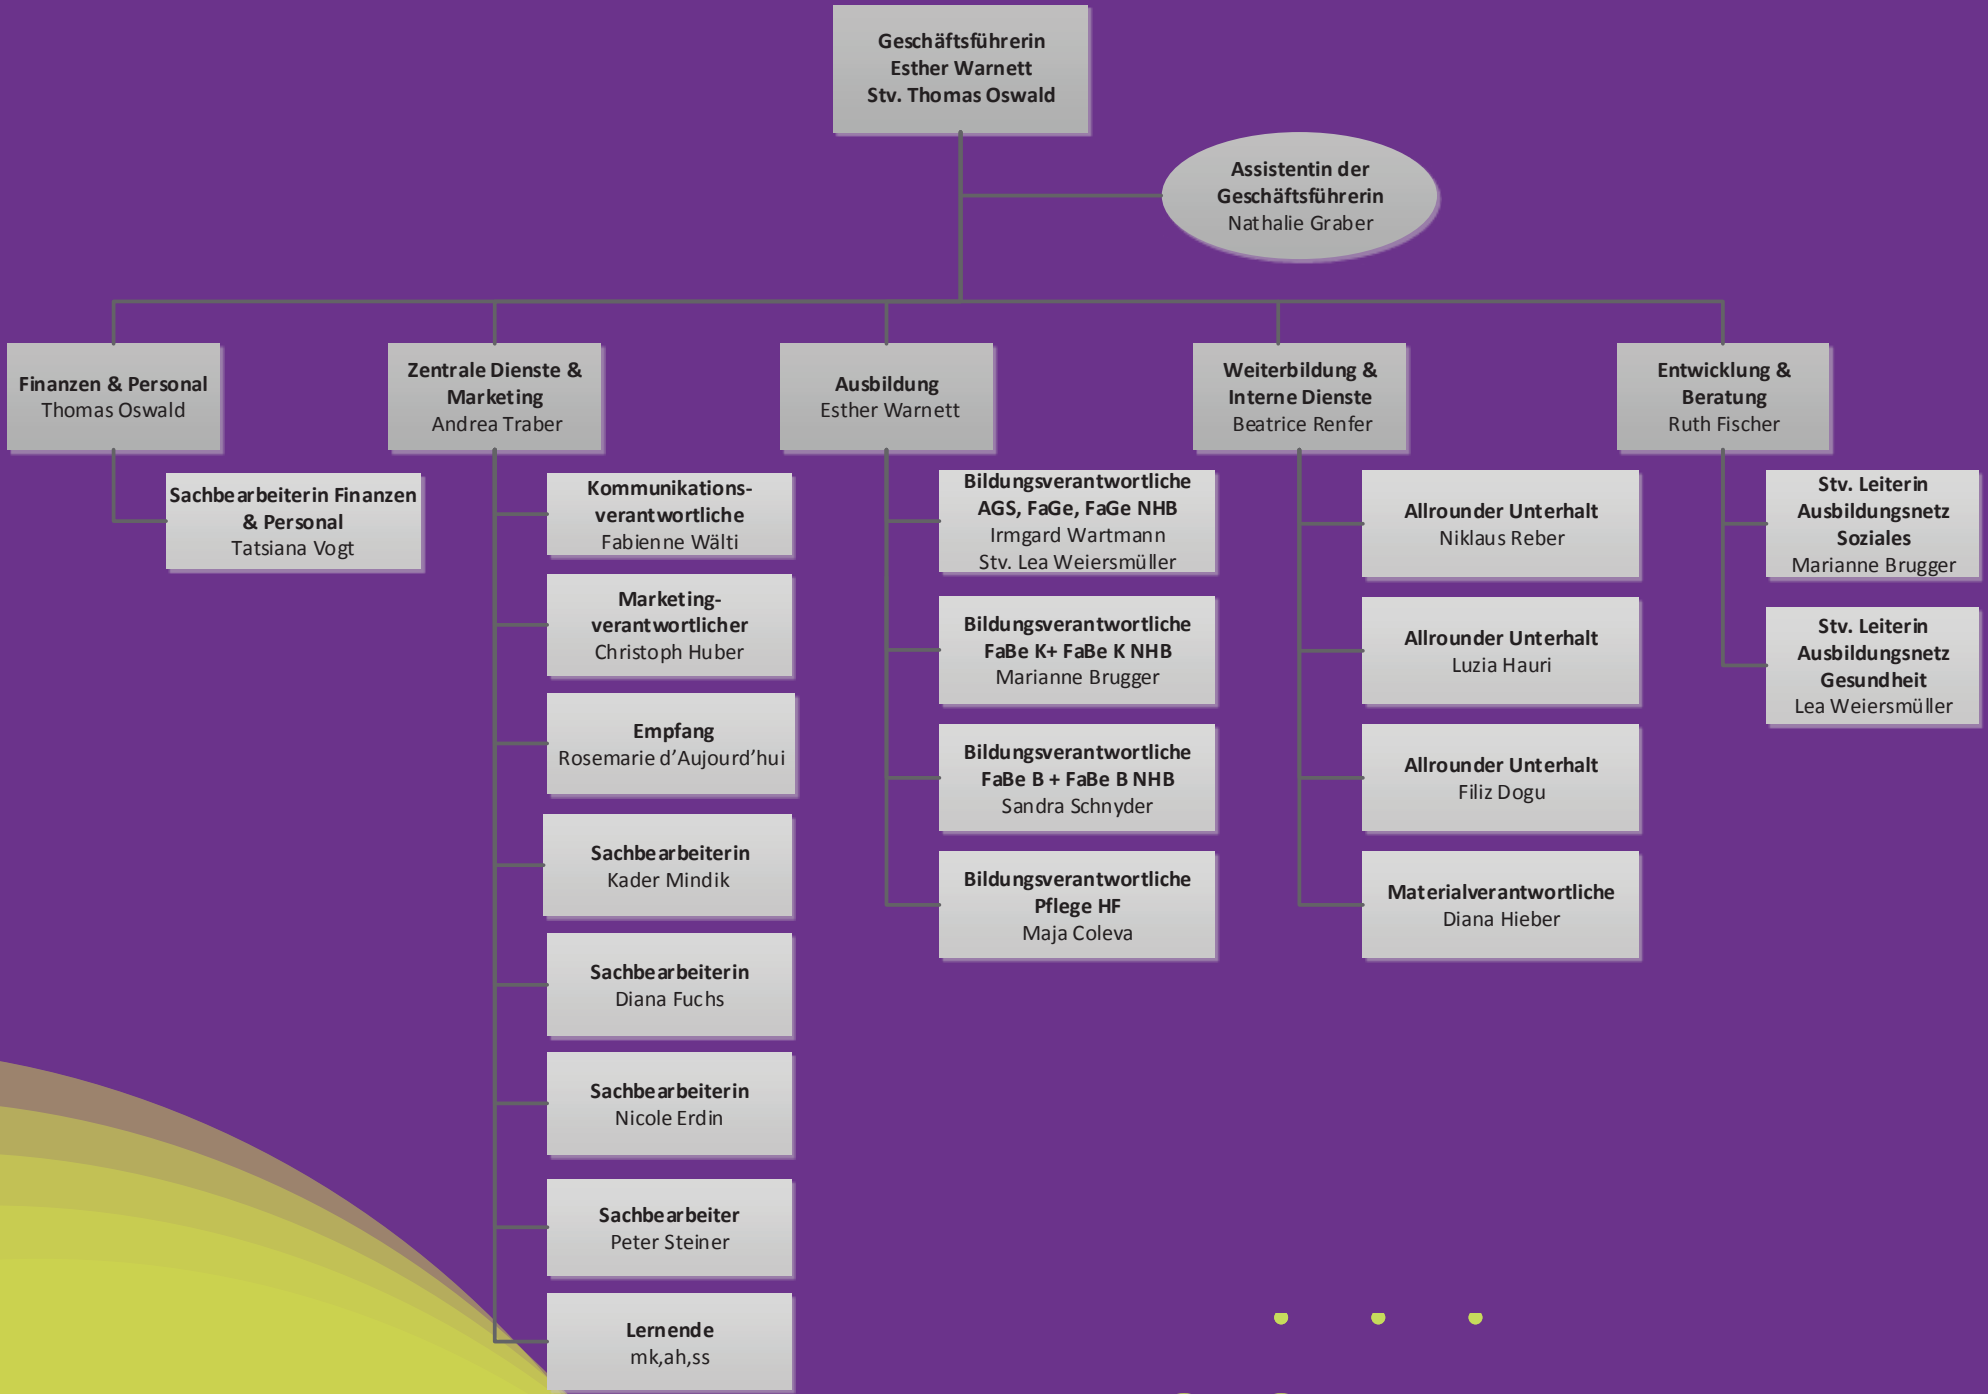 Geschäftsführerin
Esther Warnett
Stv. Thomas Oswald
Assistentin der
Geschäftsführerin
Nathalie Graber
Finanzen & Personal
Thomas Oswald
Sachbearbeiterin Finanzen
& Personal
Tatsiana Vogt
Zentrale Dienste &
Marketing
Andrea Traber
Kommunikations-
verantwortliche
Fabienne Wälti
Marketing-
verantwortlicher
Christoph Huber
Empfang
Rosemarie d'Aujourd'hui
Sachbearbeiterin
Kader Mindik
Sachbearbeiterin
Diana Fuchs
Sachbearbeiterin
Nicole Erdin
Sachbearbeiter
Peter Steiner
Lernende
mk,ah,ss
Ausbildung
Esther Warnett
Bildungsverantwortliche
AGS, FaGe, FaGe NHB
Irmgard Wartmann
Stv. Lea Weiersmüller
Bildungsverantwortliche
FaBe K+ FaBe K NHB
Marianne Brugger
Bildungsverantwortliche
FaBe B + FaBe B NHB
Sandra Schnyder
Bildungsverantwortliche
Pflege HF
Maja Coleva
Weiterbildung &
Interne Dienste
Beatrice Renfer
Allrounder Unterhalt
Niklaus Reber
Allrounder Unterhalt
Luzia Hauri
Allrounder Unterhalt
Filiz Dogu
Materialverantwortliche
Diana Hieber
Entwicklung &
Beratung
Ruth Fischer
Stv. Leiterin
Ausbildungsnetz
Soziales
Marianne Brugger
Stv. Leiterin
Ausbildungsnetz
Gesundheit
Lea Weiersmüller